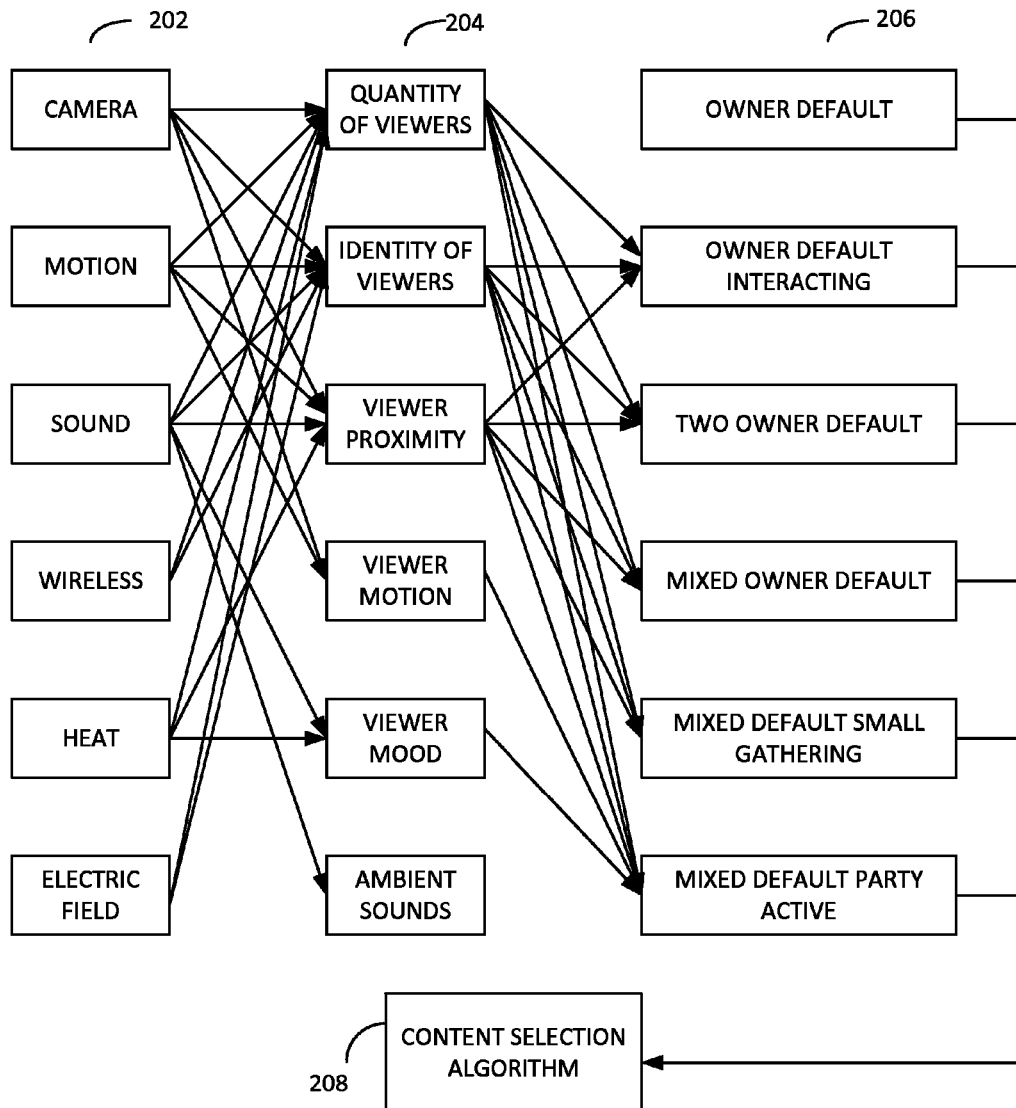 202
204
206
CAMERA
QUANTITY
OF VIEWERS
OWNER DEFAULT
MOTION
IDENTITY OF
VIEWERS
OWNER DEFAULT
INTERACTING
SOUND
VIEWER
PROXIMITY
TWO OWNER DEFAULT
WIRELESS
VIEWER
MOTION
MIXED OWNER DEFAULT
HEAT
VIEWER
MOOD
MIXED DEFAULT SMALL
GATHERING
ELECTRIC
FIELD
AMBIENT
SOUNDS
MIXED DEFAULT PARTY
ACTIVE
CONTENT SELECTION
ALGORITHM
208